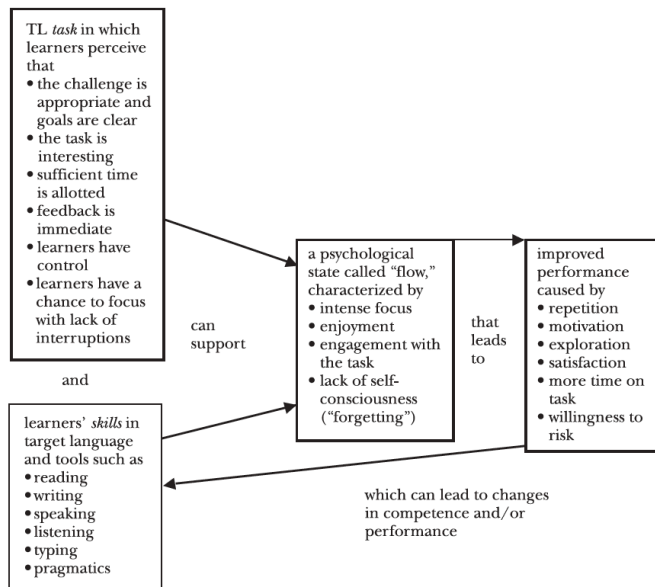 TL task in which
learners perceive
that
• the challenge is
appropriate and
goals are clear
• the task is
interesting
• sufficient time
is allotted
• feedback is
immediate
• learners have
control
• learners have a
chance to focus
with lack of
interruptions
and
learners’ skills in
target language
and tools such as
• reading
• writing
• speaking
• listening
• typing
• pragmatics
can
support
a psychological
state called “flow,”
characterized by
• intense focus
• enjoyment
• engagement with
the task
• lack of self-
consciousness
(“forgetting”)
that
leads
to
improved
performance
caused by
• repetition
• motivation
• exploration
• satisfaction
• more time on
task
• willingness to
risk
which can lead to changes
in competence and/or
performance